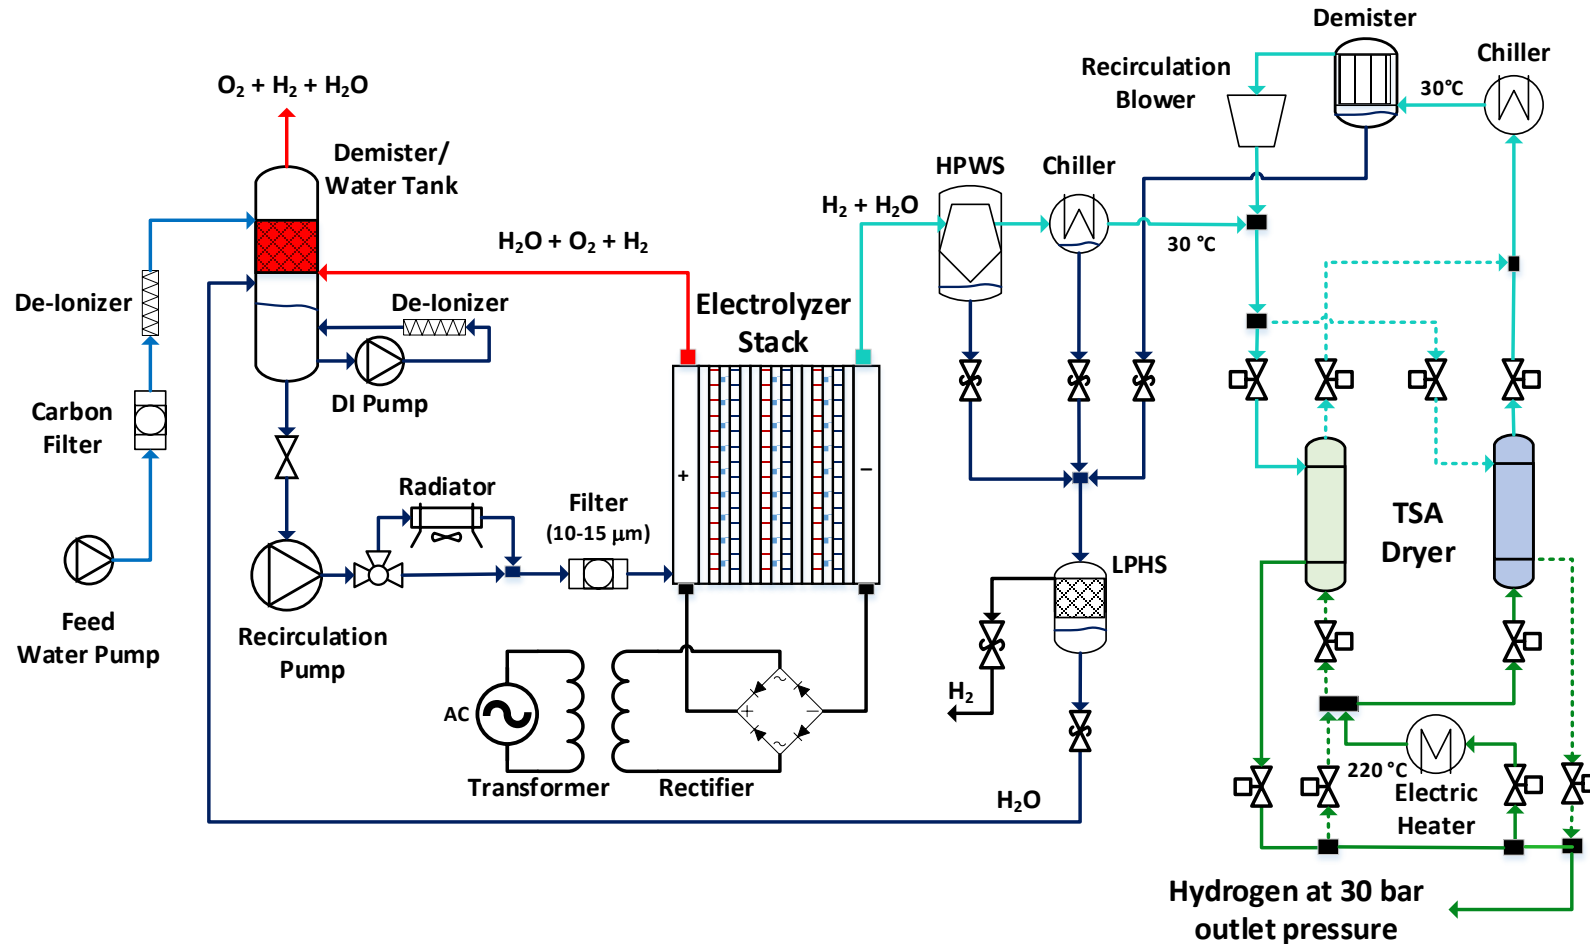 Demister
Chiller
Recirculation
Blower
30°C
O₂ + H₂ + H₂O
Demister/
Water Tank
HPWS
Chiller
H₂ + H₂O
30 °C
H₂O + O₂ + H₂
De-Ionizer
De-Ionizer
Electrolyzer
Stack
DI Pump
Carbon
Filter
+
−
Radiator
Filter
(10-15 µm)
TSA
Dryer
LPHS
Feed
Water Pump
Recirculation
Pump
H₂
AC
+
−
~
~
Transformer
Rectifier
H₂O
220 °C
Electric
Heater
Hydrogen at 30 bar
outlet pressure